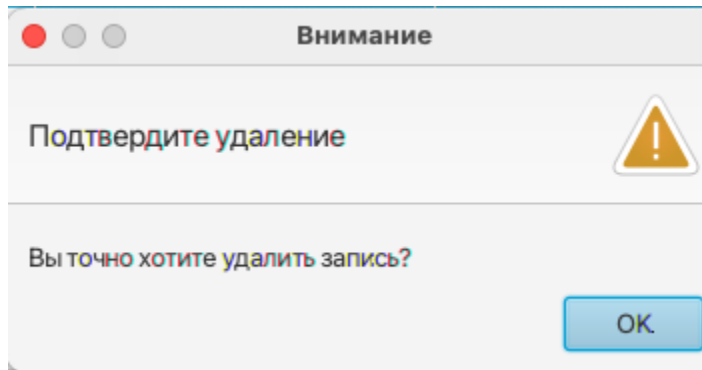 Внимание
Подтвердите удаление
Вы точно хотите удалить запись?
OK